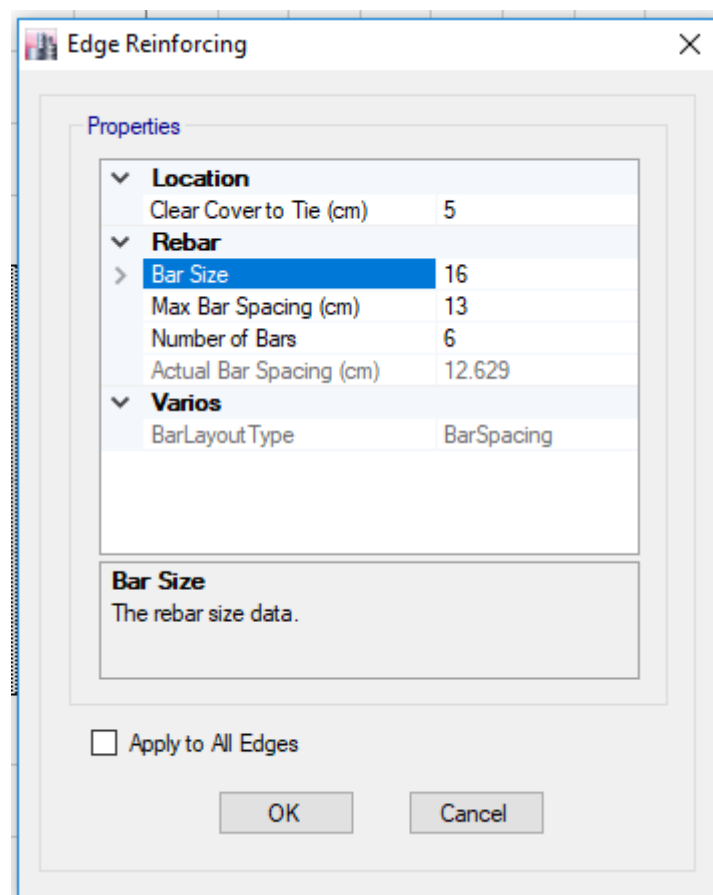 Edge Reinforcing
Properties
Location
Clear Cover to Tie (cm) 5
Rebar
Bar Size 16
Max Bar Spacing (cm) 13
Number of Bars 6
Actual Bar Spacing (cm) 12.629
Varios
BarLayoutType BarSpacing
Bar Size
The rebar size data.
Apply to All Edges
OK Cancel